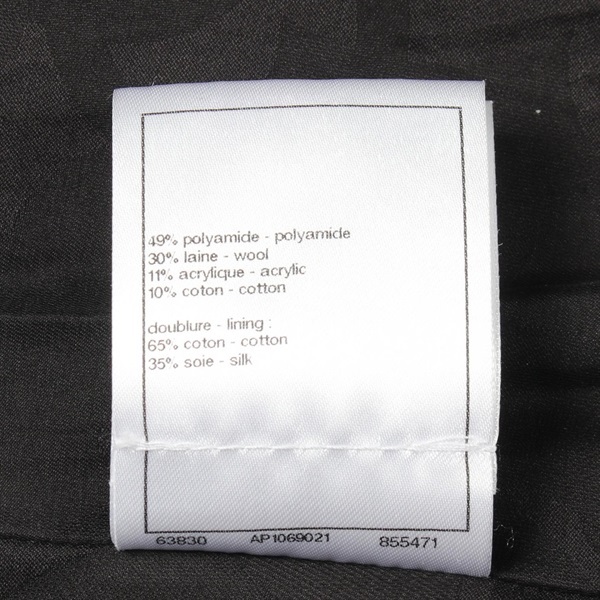 49% polyamide - polyamide
30% laine - wool
11% acrylique - acrylic
10% coton - cotton
doublure - lining :
65% coton - cotton
35% soie - silk
63830 AP1069021 855471